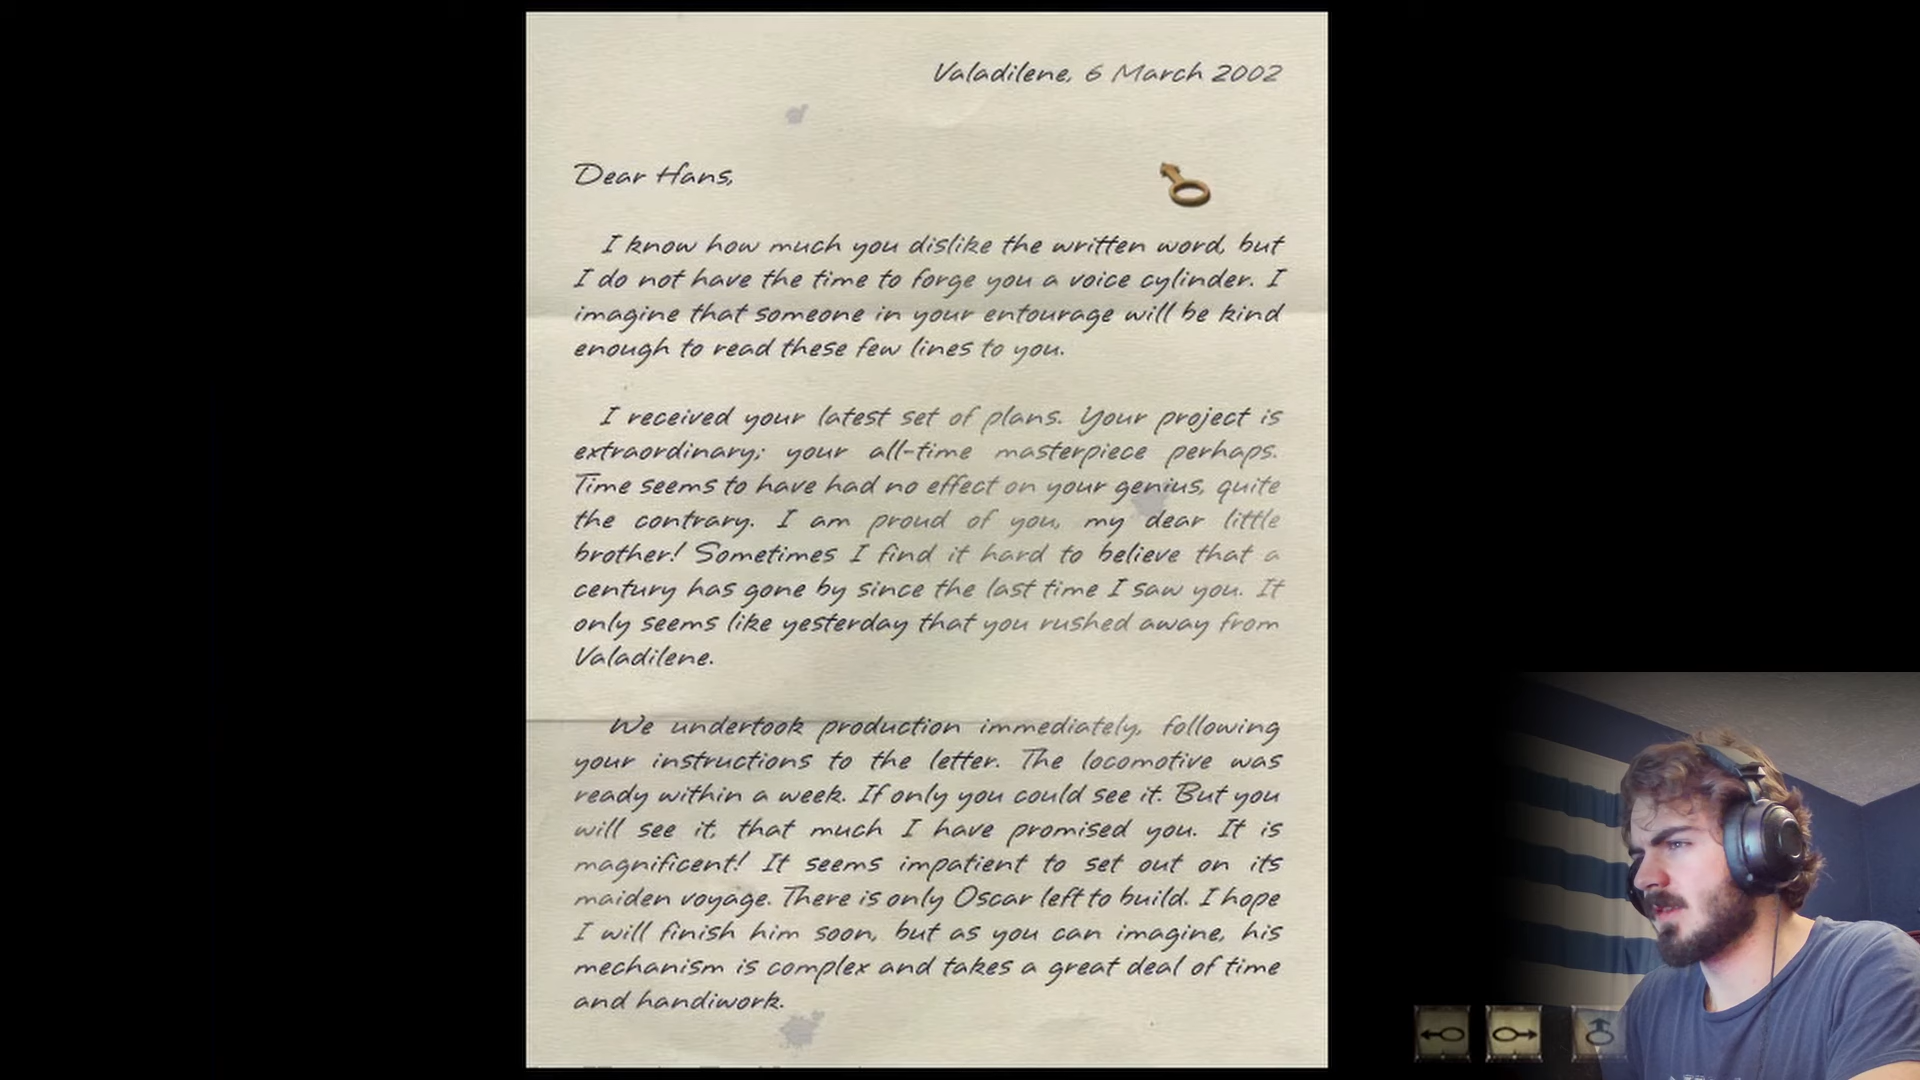 Valadilene, 6 March 2002
Dear Hans,
I know how much you dislike the written word, but
I do not have the time to forge you a voice cylinder. I
imagine that someone in your entourage will be kind
enough to read these few lines to you.
I received your latest set of plans. Your project is
extraordinary; your all-time masterpiece perhaps.
Time seems to have had no effect on your genius, quite
the contrary. I am proud of you, my dear little
brother! Sometimes I find it hard to believe that a
century has gone by since the last time I saw you. It
only seems like yesterday that you rushed away from
Valadilene.
We undertook production immediately, following
your instructions to the letter. The locomotive was
ready within a week. If only you could see it. But you
will see it, that much I have promised you. It is
magnificent! It seems impatient to set out on its
maiden voyage. There is only Oscar left to build. I hope
I will finish him soon, but as you can imagine, his
mechanism is complex and takes a great deal of time
and handiwork.